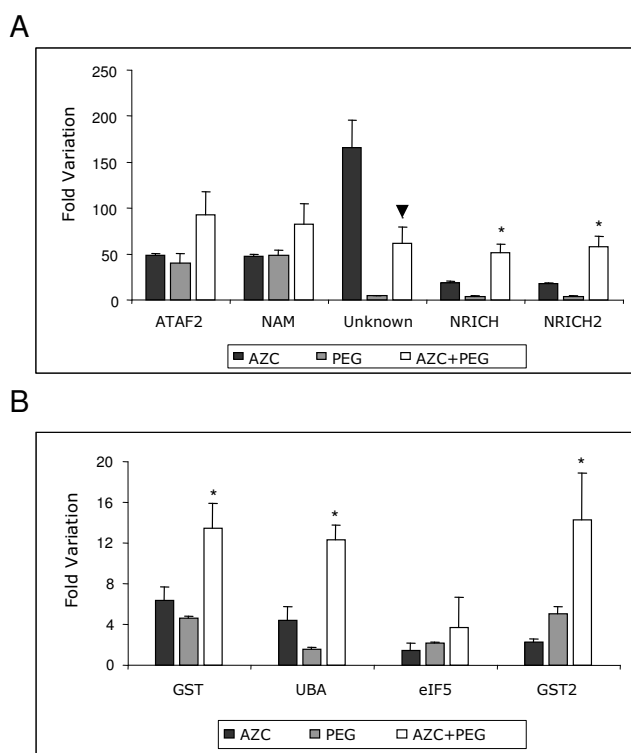 A
Fold Variation
250
200
150
100
50
0
* *
ATAF2 NAM Unknown NRICH NRICH2
AZC PEG AZC+PEG
B
Fold Variation
20
16
12
8
4
0
* * *
GST UBA eIF5 GST2
AZC PEG AZC+PEG